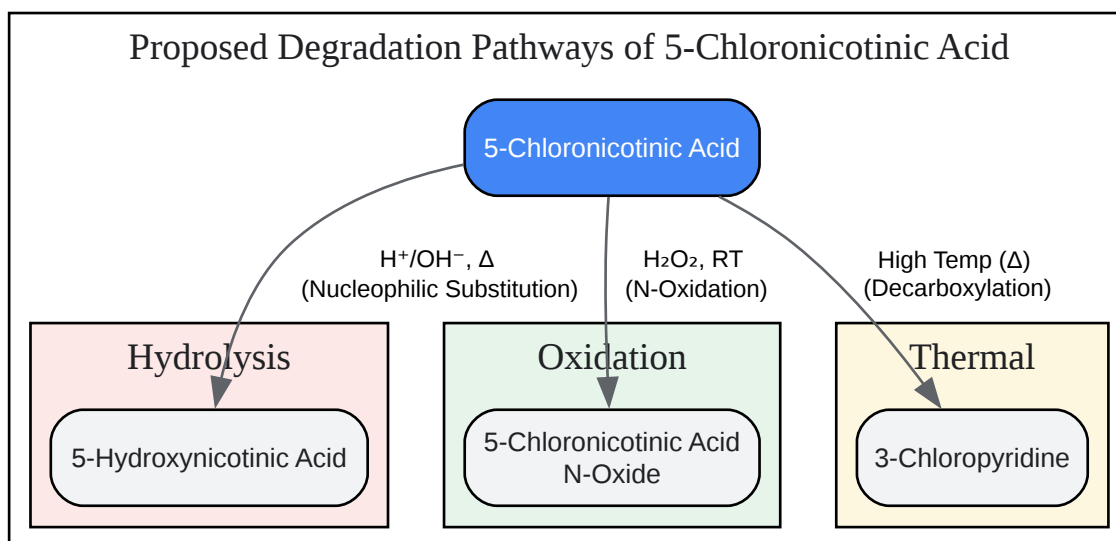 Proposed Degradation Pathways of 5-Chloronicotinic Acid
5-Chloronicotinic Acid
H⁺/OH⁻, Δ
(Nucleophilic Substitution)
H₂O₂, RT
(N-Oxidation)
High Temp (Δ)
(Decarboxylation)
Hydrolysis
5-Hydroxynicotinic Acid
Oxidation
5-Chloronicotinic Acid
N-Oxide
Thermal
3-Chloropyridine